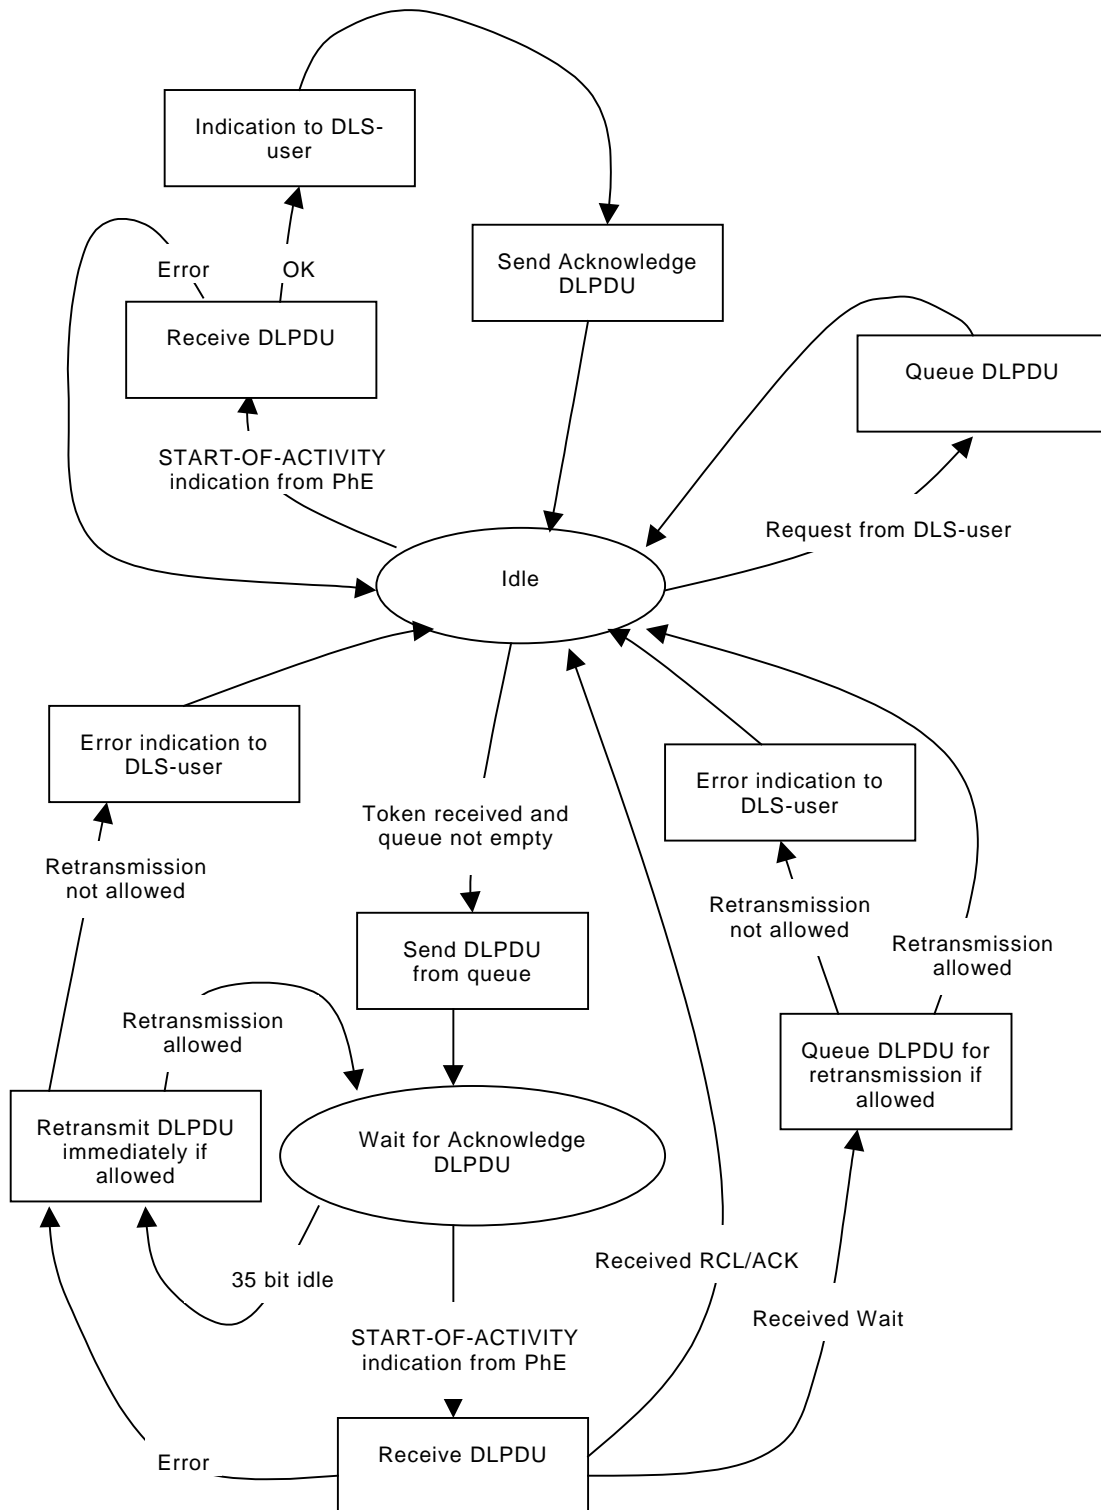 Indication to DLS-
user
Send Acknowledge
DLPDU
Error
OK
Receive DLPDU
Queue DLPDU
START-OF-ACTIVITY
indication from PhE
Request from DLS-user
Idle
Error indication to
DLS-user
Error indication to
DLS-user
Token received and
queue not empty
Retransmission
not allowed
Retransmission
not allowed
Retransmission
allowed
Send DLPDU
from queue
Retransmission
allowed
Queue DLPDU for
retransmission if
allowed
Retransmit DLPDU
immediately if
allowed
Wait for Acknowledge
DLPDU
35 bit idle
Received RCL/ACK
Received Wait
START-OF-ACTIVITY
indication from PhE
Error
Receive DLPDU